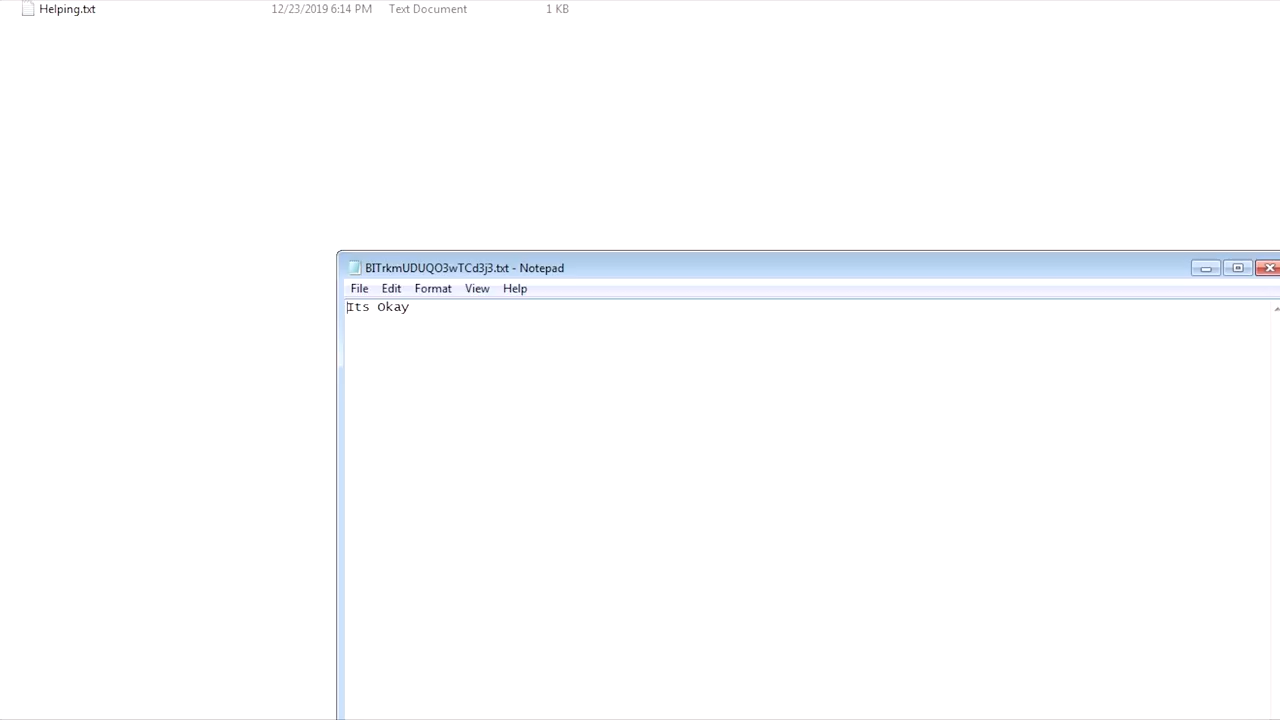 Helping.txt 12/23/2019 6:14 PM Text Document 1 KB
BITrkmUDUQO3wTCd3j3.txt - Notepad
File Edit Format View Help
Its Okay